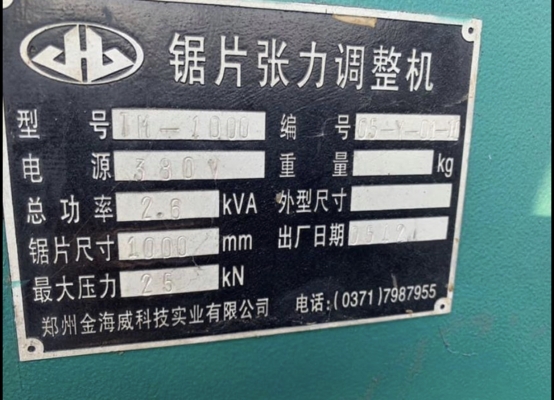 锯片张力调整机
型号 TM-1000 编号
电源 380V 重量 kg
总功率 2.6 kVA 外型尺寸
锯片尺寸 1000 mm 出厂日期
最大压力 25 kN
郑州金海威科技实业有限公司 电话:(0371)7987955